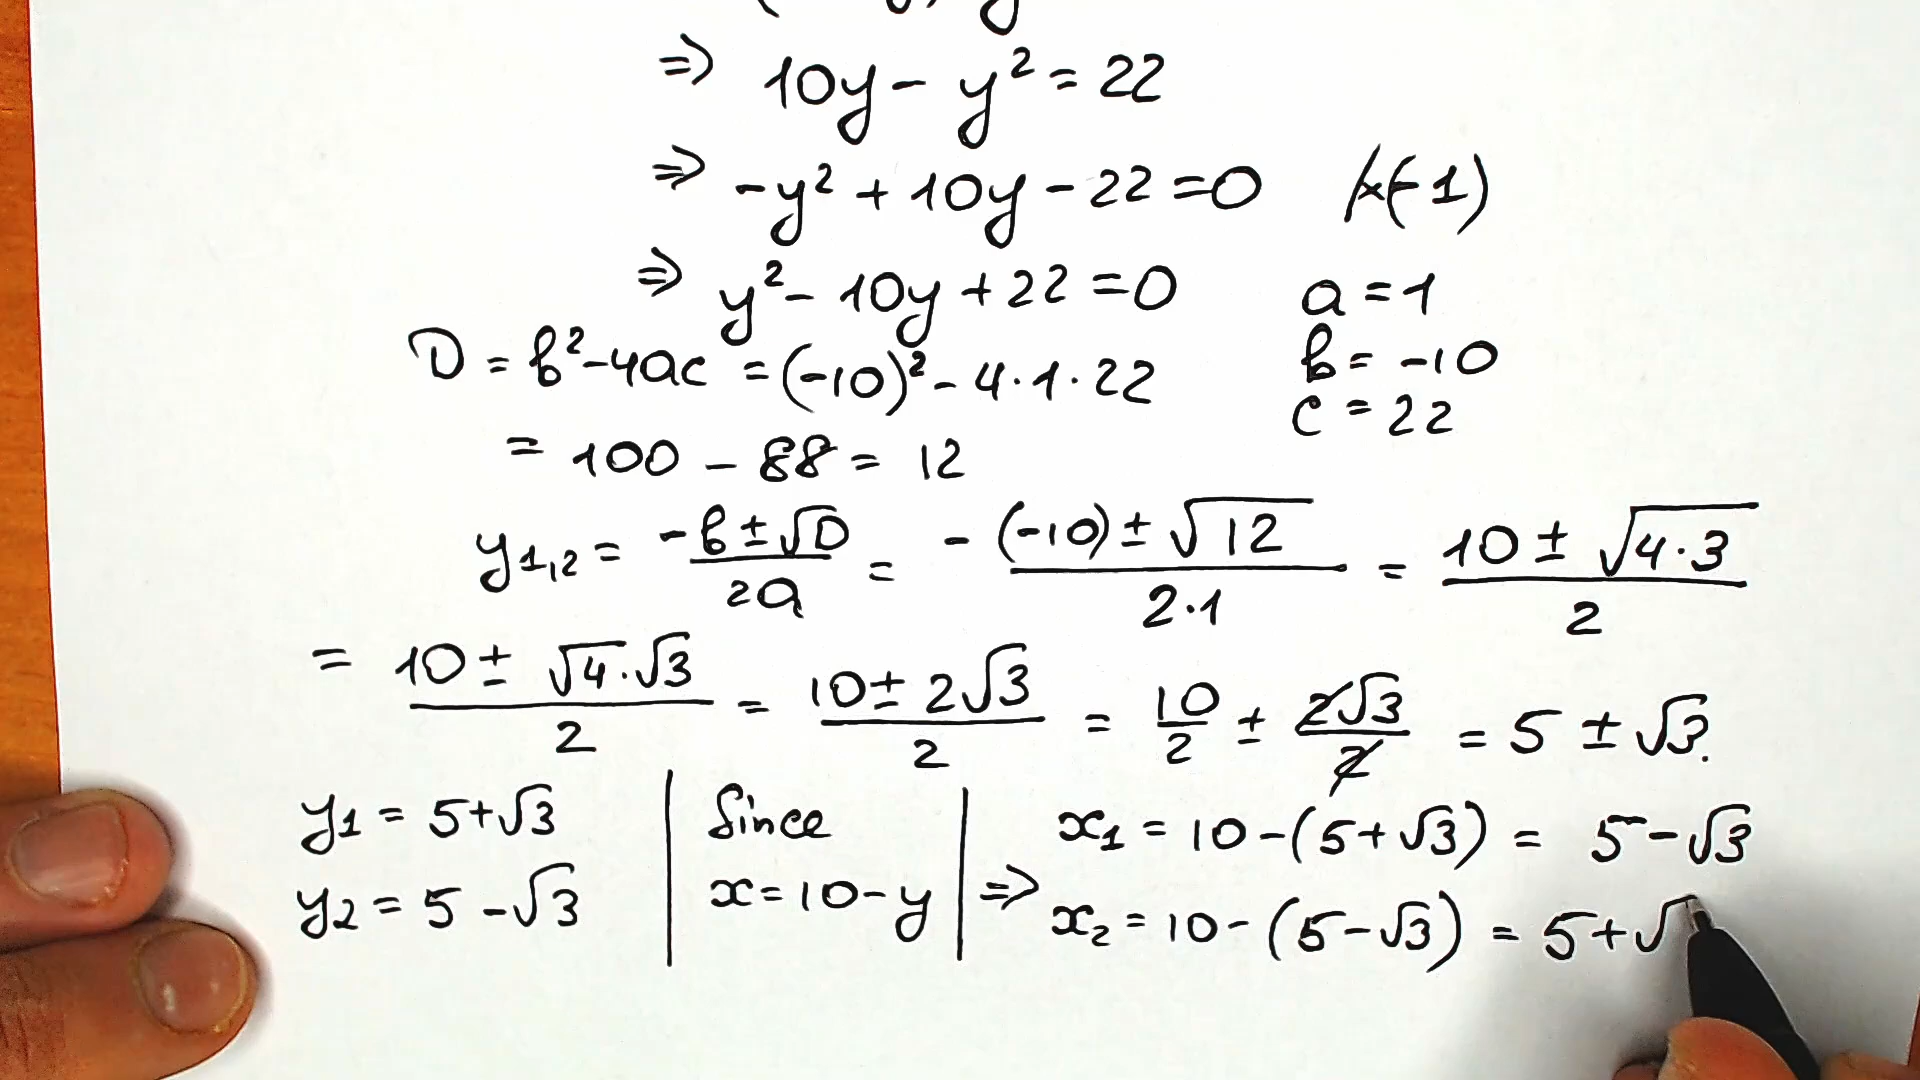 => 10y - y² = 22
=> -y² + 10y - 22 = 0 /×(-1)
=> y² - 10y + 22 = 0 a = 1
D = b² - 4ac = (-10)² - 4·1·22 b = -10
c = 22
= 100 - 88 = 12
y1,2 = (-b ± √D)/(2a) = (-(-10) ± √12)/(2·1) = (10 ± √(4·3))/2
= (10 ± √4·√3)/2 = (10 ± 2√3)/2 = 10/2 ± 2√3/2 = 5 ± √3.
y1 = 5+√3 | Since | x1 = 10 - (5+√3) = 5 - √3
y2 = 5 - √3 | x = 10 - y | => x2 = 10 - (5 - √3) = 5 + √